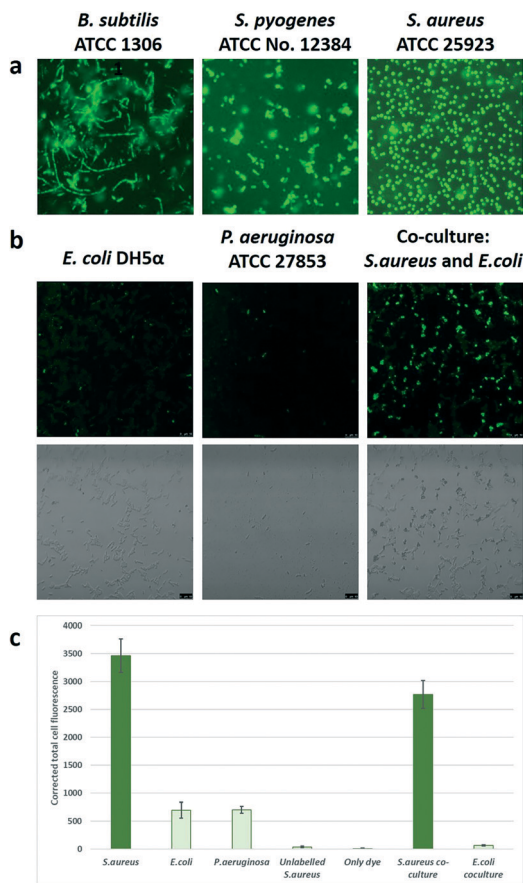 B. subtilis
ATCC 1306
S. pyogenes
ATCC No. 12384
S. aureus
ATCC 25923
a
b
E. coli DH5α
P. aeruginosa
ATCC 27853
Co-culture:
S.aureus and E.coli
c
Corrected total cell fluorescence
4000
3500
3000
2500
2000
1500
1000
500
0
S.aureus
E.coli
P.aeruginosa
Unlabelled
S.aureus
Only dye
S.aureus co-
culture
E.coli
coculture